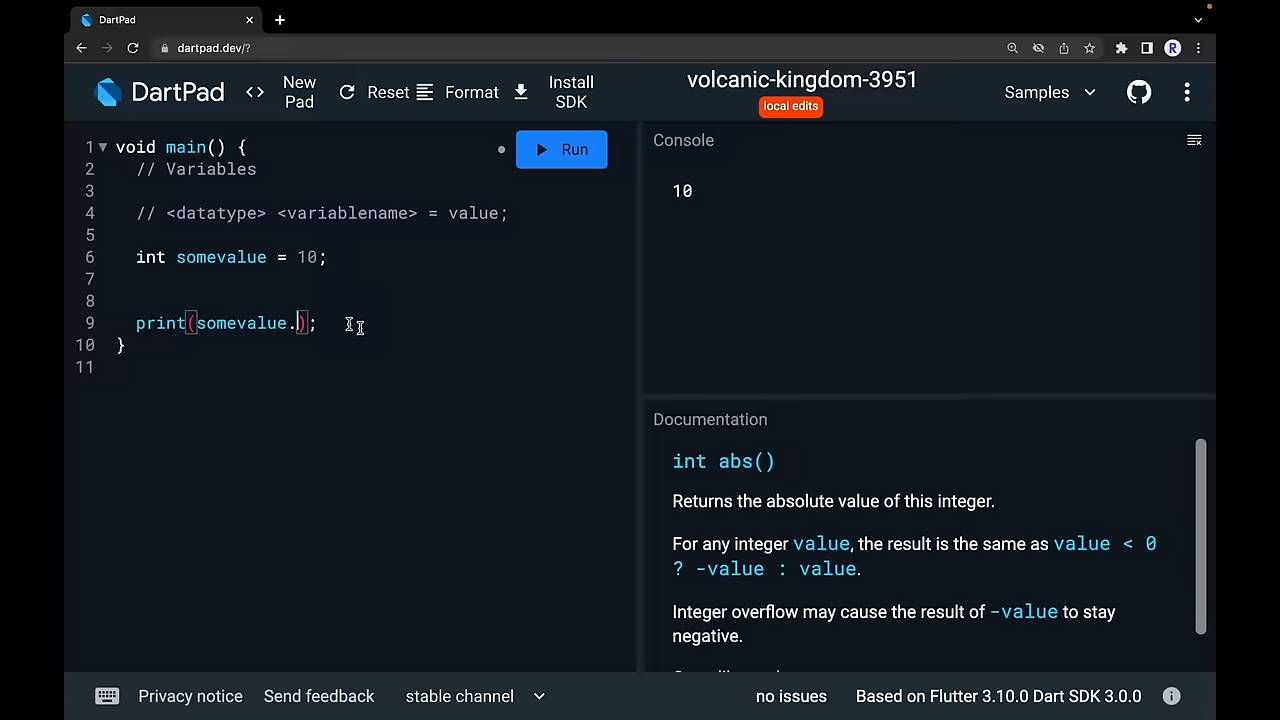 DartPad
dartpad.dev/?
R
DartPad
<> New Pad
Reset
Format
Install SDK
volcanic-kingdom-3951
local edits
Samples
1 void main() {
2 // Variables
3
4 // <datatype> <variablename> = value;
5
6 int somevalue = 10;
7
8
9 print(somevalue.);
10 }
11
Run
Console
10
Documentation
int abs()
Returns the absolute value of this integer.
For any integer value, the result is the same as value < 0
? -value : value.
Integer overflow may cause the result of -value to stay
negative.
Privacy notice
Send feedback
stable channel
no issues
Based on Flutter 3.10.0 Dart SDK 3.0.0